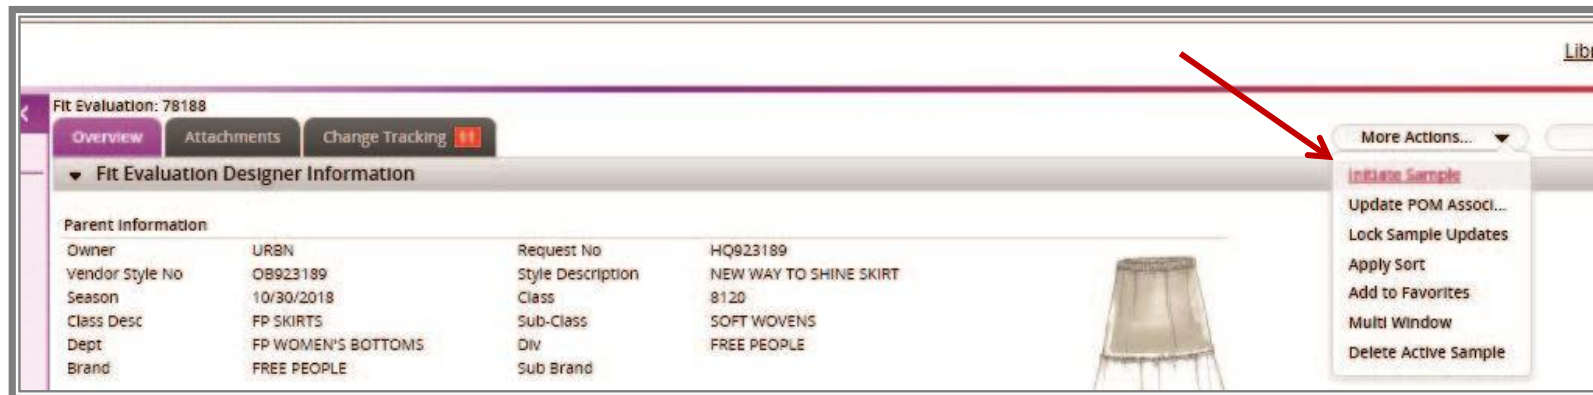 Libr
Fit Evaluation: 78188
Overview Attachments Change Tracking 11
Fit Evaluation Designer Information
More Actions...
Initiate Sample
Update POM Associ...
Lock Sample Updates
Apply Sort
Add to Favorites
Multi Window
Delete Active Sample
Parent Information
Owner URBN Request No HQ923189
Vendor Style No OB923189 Style Description NEW WAY TO SHINE SKIRT
Season 10/30/2018 Class 8120
Class Desc FP SKIRTS Sub-Class SOFT WOVENS
Dept FP WOMEN'S BOTTOMS Div FREE PEOPLE
Brand FREE PEOPLE Sub Brand